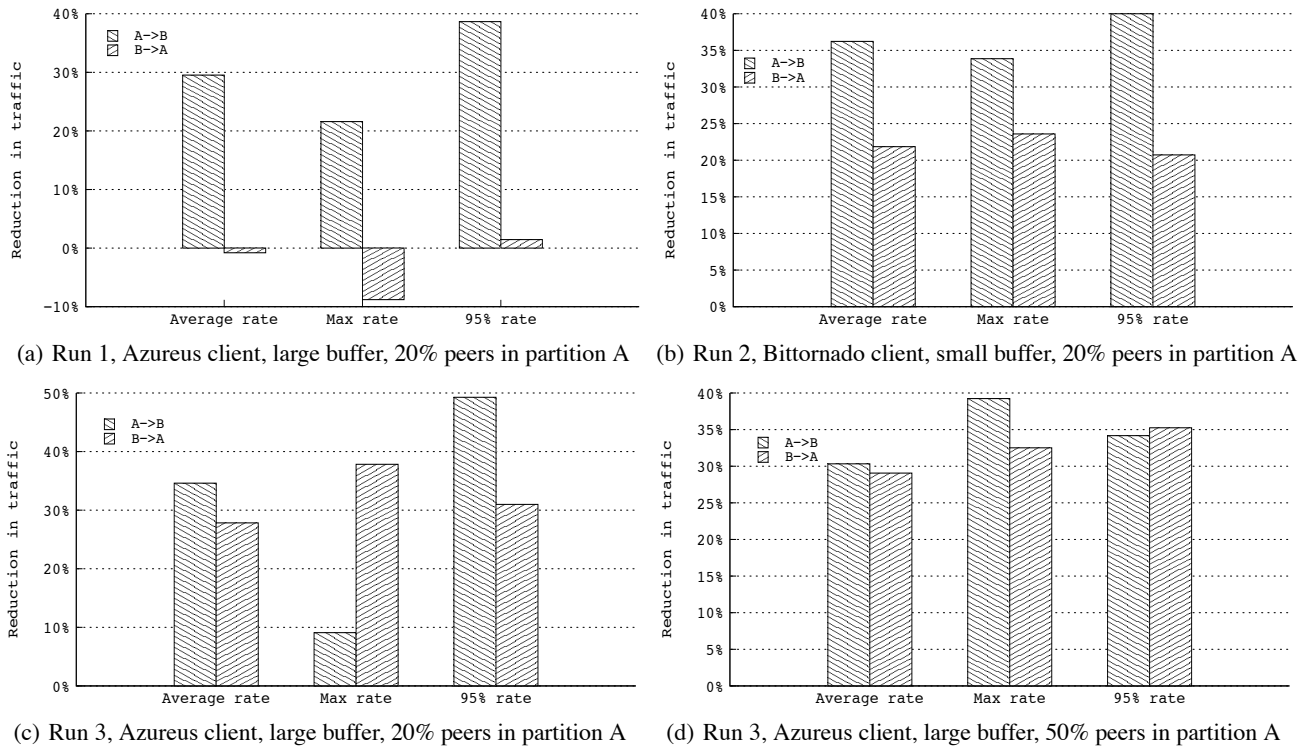 40%
30%
20%
10%
0%
−10%
Reduction in traffic
A−>B
B−>A
Average rate Max rate 95% rate
(a) Run 1, Azureus client, large buffer, 20% peers in partition A
40%
35%
30%
25%
20%
15%
10%
5%
0%
Reduction in traffic
A−>B
B−>A
Average rate Max rate 95% rate
(b) Run 2, Bittornado client, small buffer, 20% peers in partition A
50%
40%
30%
20%
10%
0%
Reduction in traffic
A−>B
B−>A
Average rate Max rate 95% rate
(c) Run 3, Azureus client, large buffer, 20% peers in partition A
40%
35%
30%
25%
20%
15%
10%
5%
0%
Reduction in traffic
A−>B
B−>A
Average rate Max rate 95% rate
(d) Run 3, Azureus client, large buffer, 50% peers in partition A